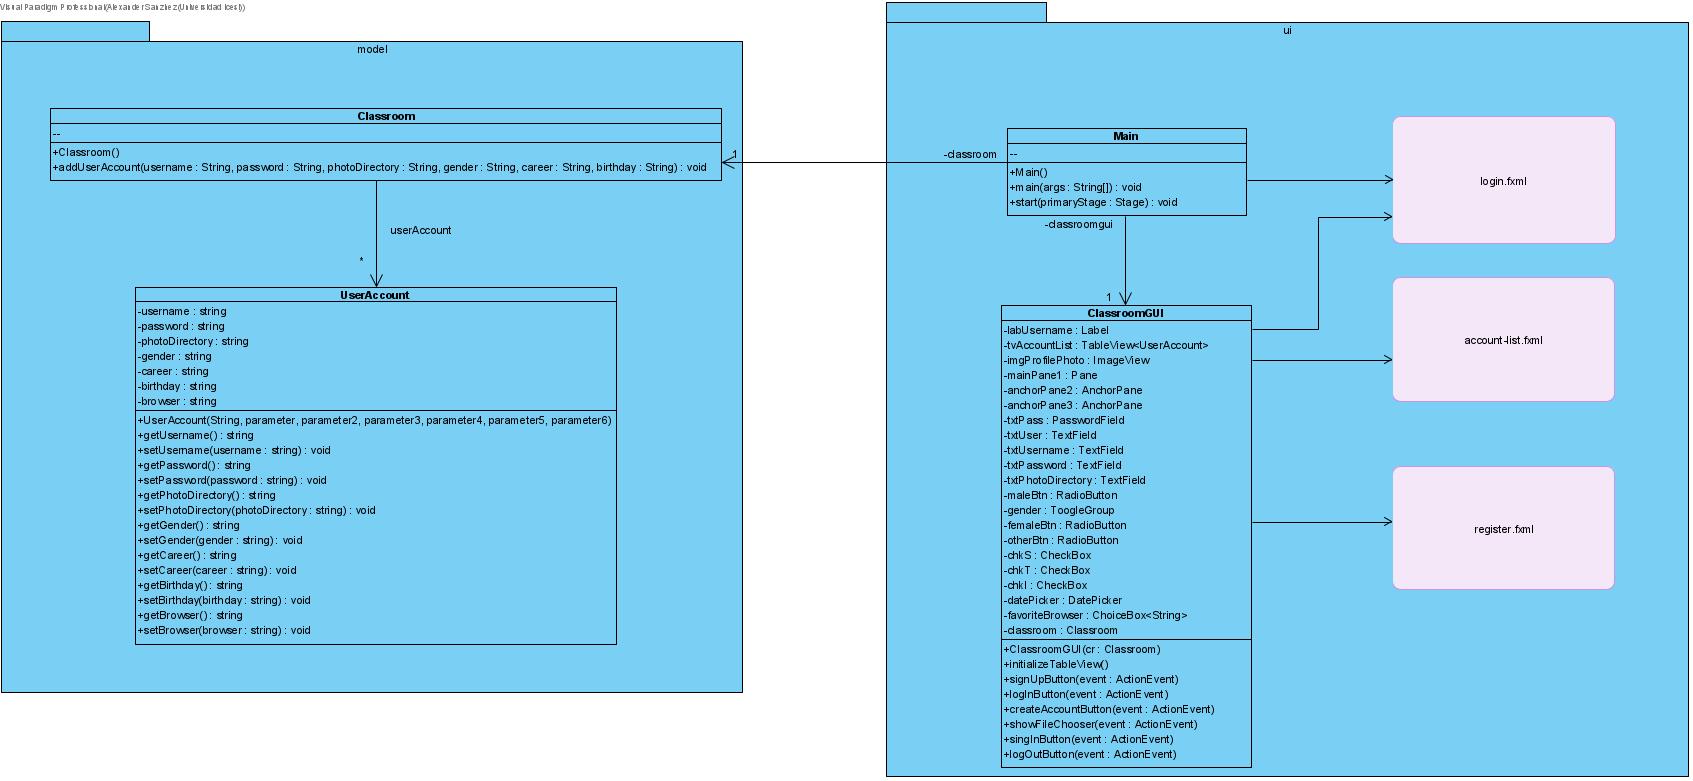 Visual Paradigm Professional(Alexander Sanzhez(Universidad Icesi))
model
Classroom
--
+Classroom()
+addUserAccount(username : String, password : String, photoDirectory : String, gender : String, career : String, birthday : String) : void
1
userAccount
*
UserAccount
-username : string
-password : string
-photoDirectory : string
-gender : string
-career : string
-birthday : string
-browser : string
+UserAccount(String, parameter, parameter2, parameter3, parameter4, parameter5, parameter6)
+getUsername() : string
+setUsername(username : string) : void
+getPassword() : string
+setPassword(password : string) : void
+getPhotoDirectory() : string
+setPhotoDirectory(photoDirectory : string) : void
+getGender() : string
+setGender(gender : string) : void
+getCareer() : string
+setCareer(career : string) : void
+getBirthday() : string
+setBirthday(birthday : string) : void
+getBrowser() : string
+setBrowser(browser : string) : void
ui
-classroom
Main
--
+Main()
+main(args : String[]) : void
+start(primaryStage : Stage) : void
-classroomgui
1
ClassroomGUI
-labUsername : Label
-tvAccountList : TableView<UserAccount>
-imgProfilePhoto : ImageView
-mainPane1 : Pane
-anchorPane2 : AnchorPane
-anchorPane3 : AnchorPane
-txtPass : PasswordField
-txtUser : TextField
-txtUsername : TextField
-txtPassword : TextField
-txtPhotoDirectory : TextField
-maleBtn : RadioButton
-gender : ToogleGroup
-femaleBtn : RadioButton
-otherBtn : RadioButton
-chkS : CheckBox
-chkT : CheckBox
-chkI : CheckBox
-datePicker : DatePicker
-favoriteBrowser : ChoiceBox<String>
-classroom : Classroom
+ClassroomGUI(cr : Classroom)
+initializeTableView()
+signUpButton(event : ActionEvent)
+logInButton(event : ActionEvent)
+createAccountButton(event : ActionEvent)
+showFileChooser(event : ActionEvent)
+singInButton(event : ActionEvent)
+logOutButton(event : ActionEvent)
login.fxml
account-list.fxml
register.fxml